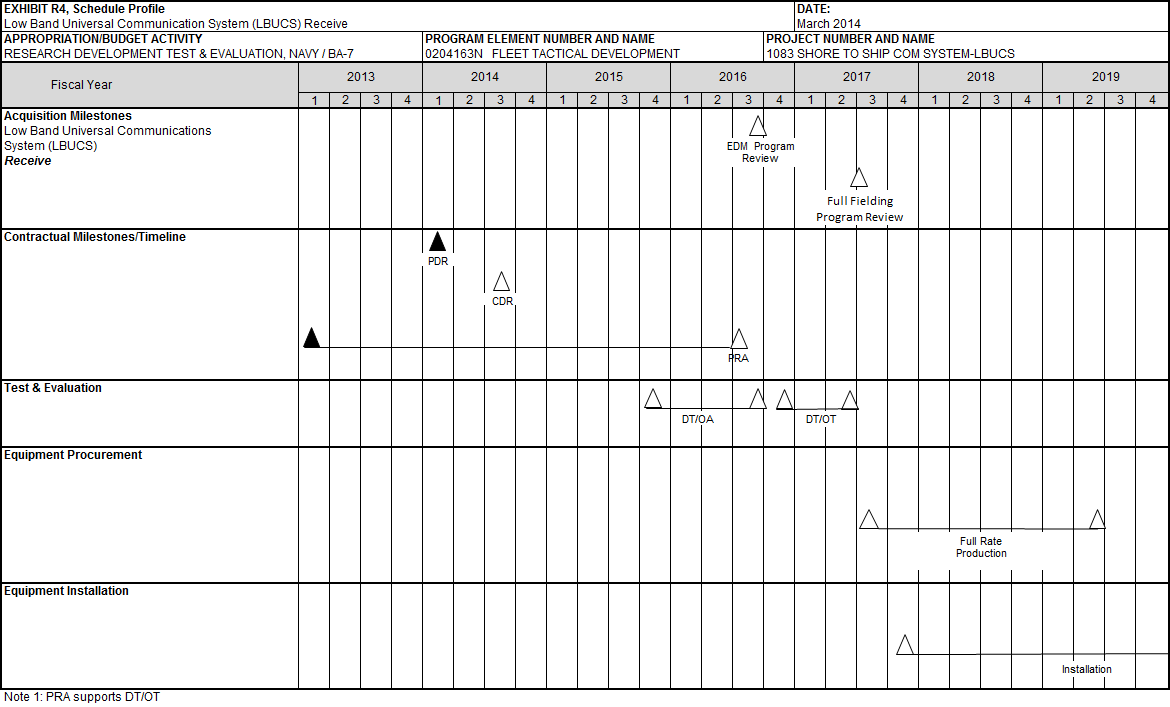 EXHIBIT R4, Schedule Profile
Low Band Universal Communication System (LBUCS) Receive
DATE:
March 2014
APPROPRIATION/BUDGET ACTIVITY
RESEARCH DEVELOPMENT TEST & EVALUATION, NAVY / BA-7
PROGRAM ELEMENT NUMBER AND NAME
0204163N FLEET TACTICAL DEVELOPMENT
PROJECT NUMBER AND NAME
1083 SHORE TO SHIP COM SYSTEM-LBUCS
Fiscal Year
2013 2014 2015 2016 2017 2018 2019
1 2 3 4 1 2 3 4 1 2 3 4 1 2 3 4 1 2 3 4 1 2 3 4 1 2 3 4
Acquisition Milestones
Low Band Universal Communications
System (LBUCS)
Receive
EDM Program
Review
Full Fielding
Program Review
Contractual Milestones/Timeline
PDR
CDR
PRA
Test & Evaluation
DT/OA
DT/OT
Equipment Procurement
Full Rate
Production
Equipment Installation
Installation
Note 1: PRA supports DT/OT